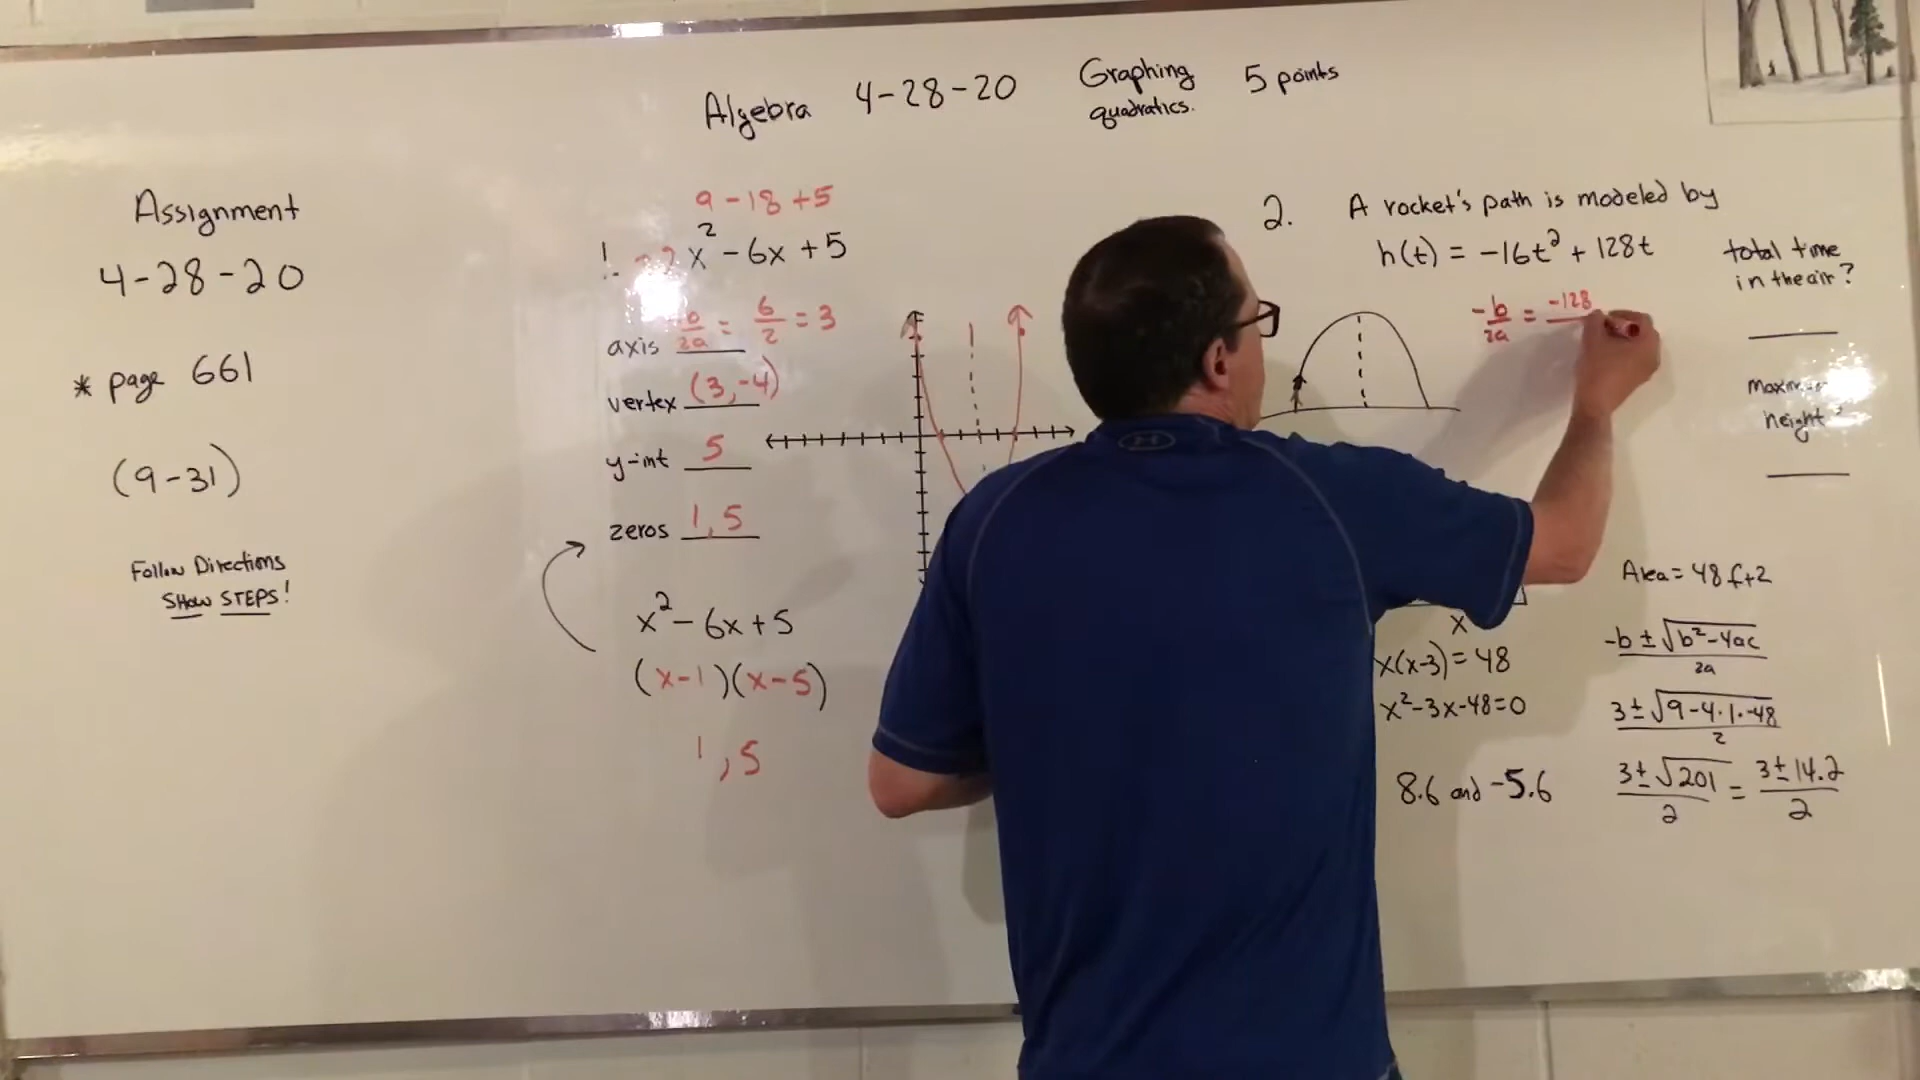 Algebra 4-28-20 Graphing quadratics. 5 points
Assignment
4-28-20
* page 661
(9-31)
Follow Directions
SHow STEPS!
9 - 18 + 5
1. x² - 6x + 5
axis -b/2a = 6/2 = 3
vertex (3, -4)
y-int 5
zeros 1, 5
x² - 6x + 5
(x-1)(x-5)
1, 5
2. A rocket's path is modeled by
h(t) = -16t² + 128t
-b/2a = -128
total time
in the air?
maximum
height?
x
x(x-3) = 48
x²-3x-48=0
8.6 and -5.6
Area = 48 ft2
-b ± √b²-4ac / 2a
3 ± √9-4·1·-48 / 2
3 ± √201 / 2 = 3 ± 14.2 / 2